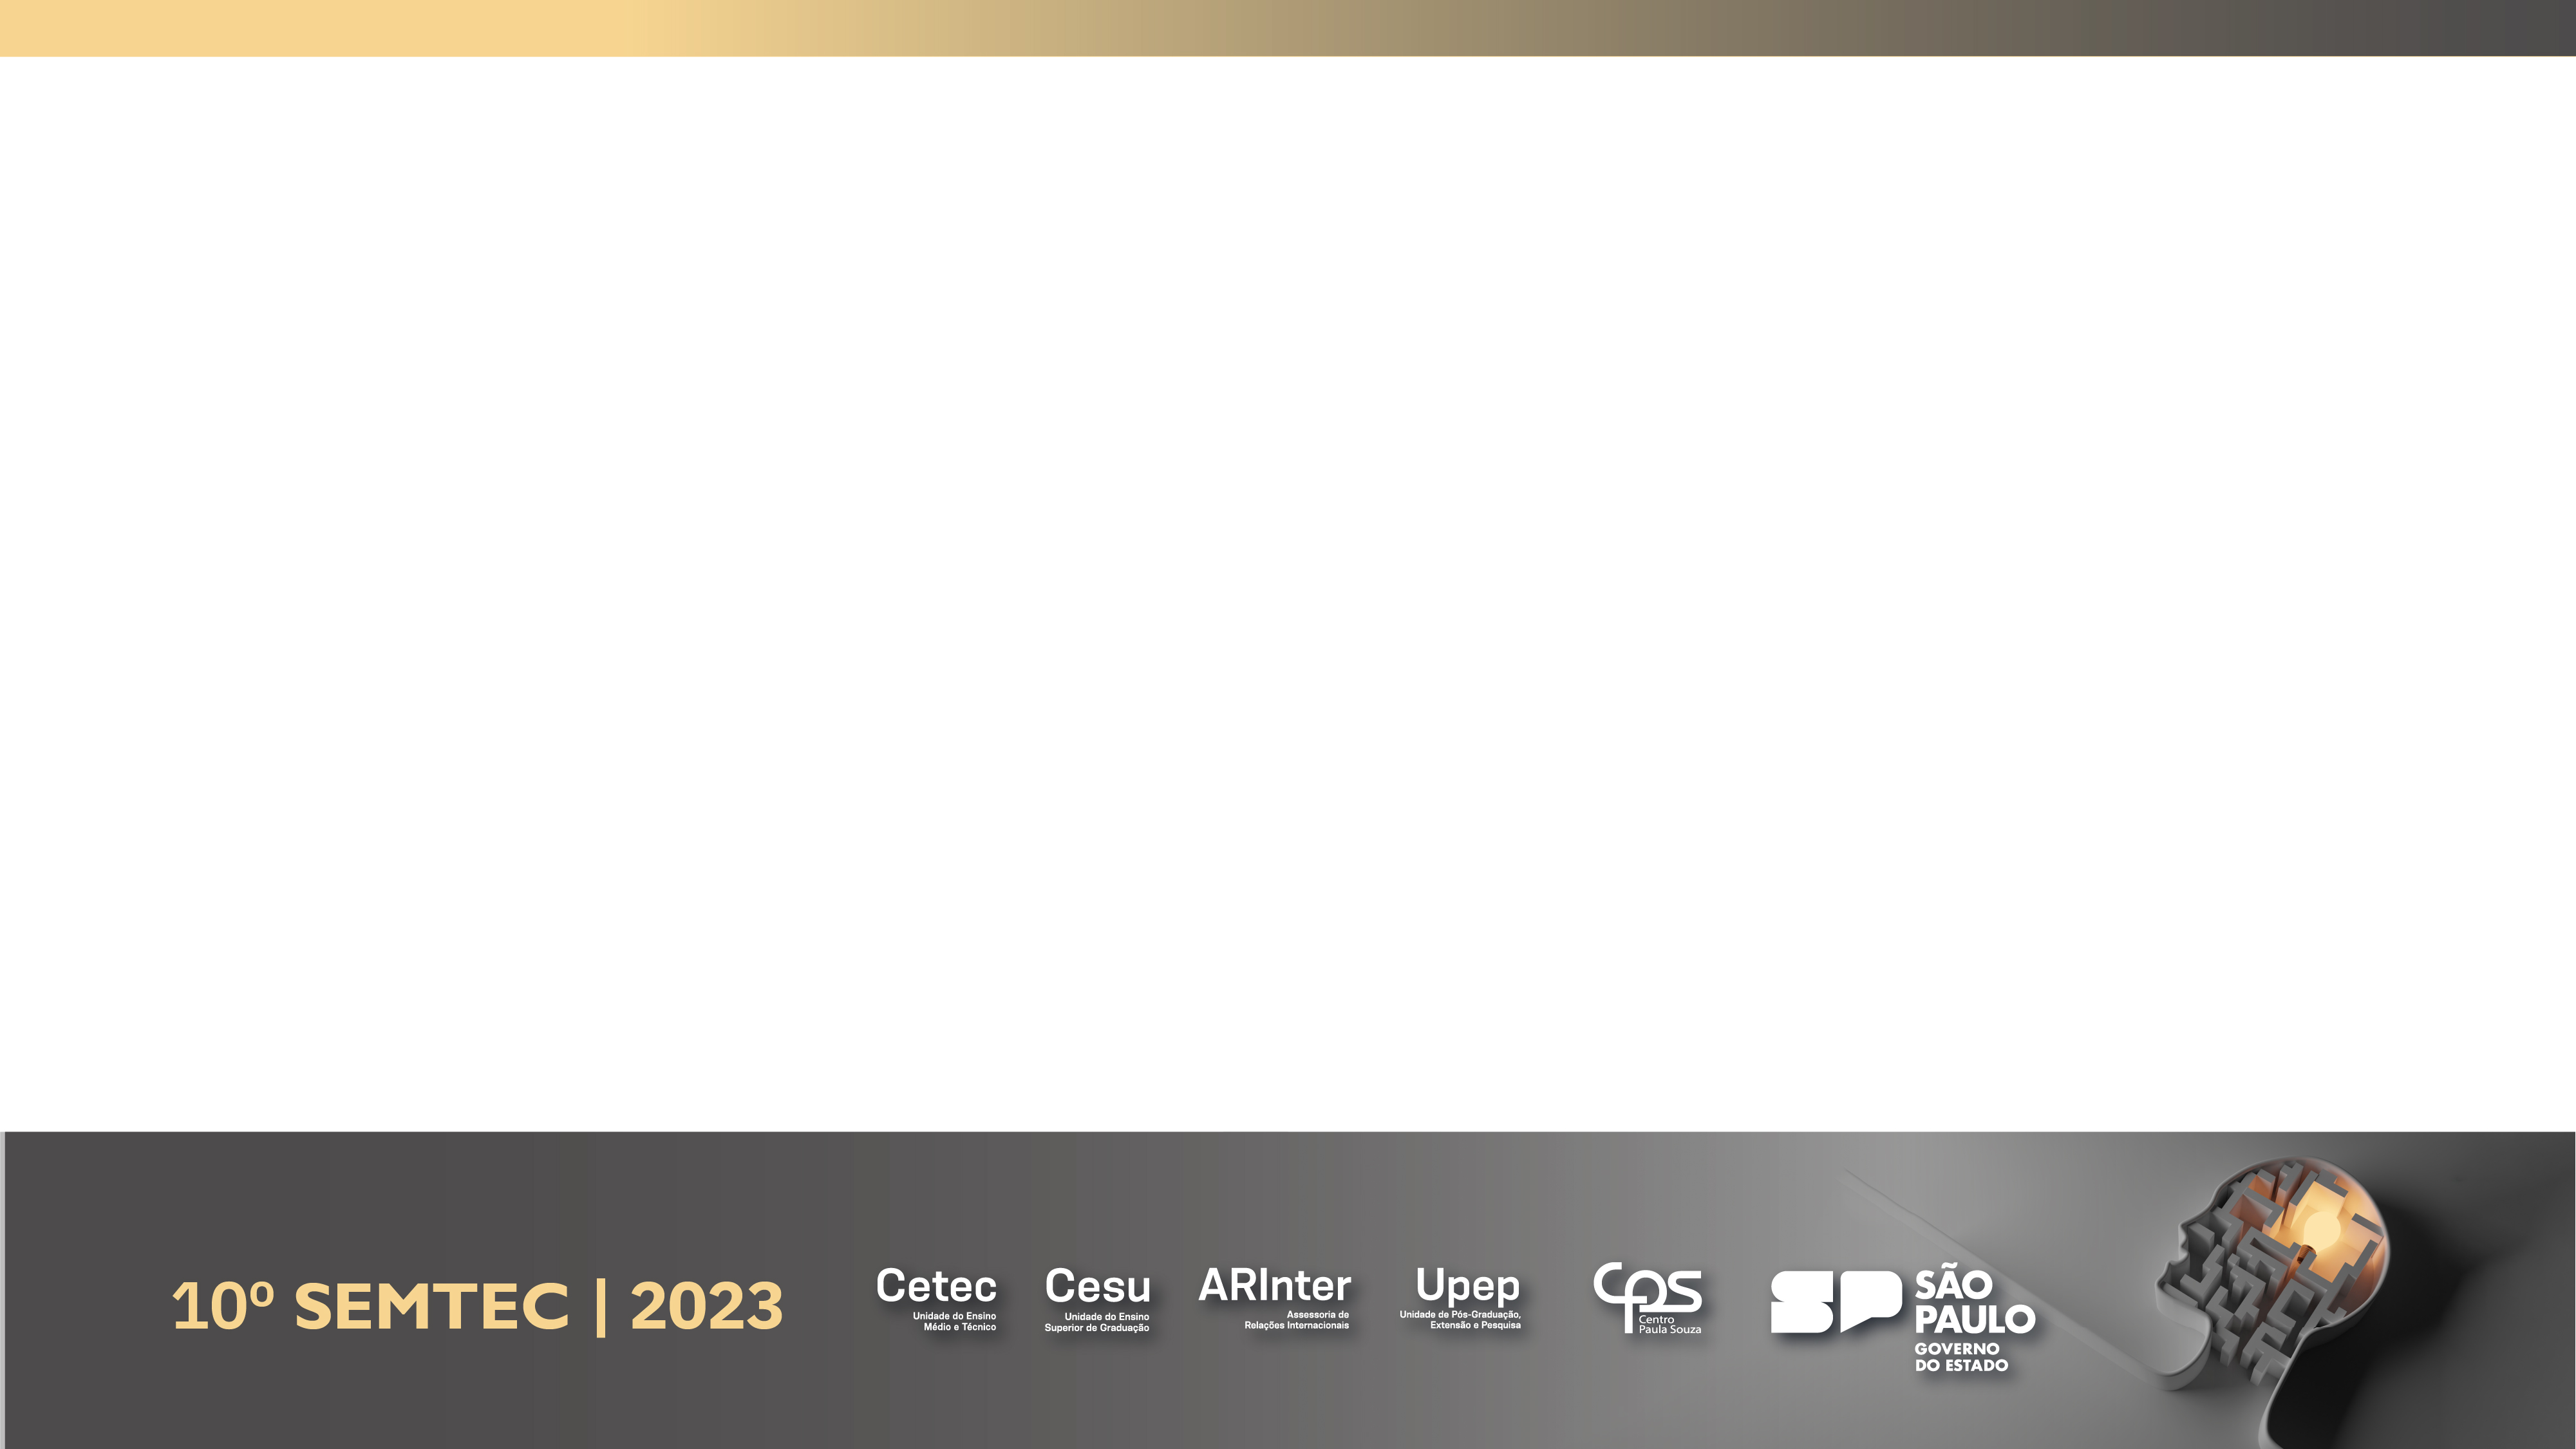 10º SEMTEC | 2023
Cetec
Unidade do Ensino
Médio e Técnico
Cesu
Unidade do Ensino
Superior de Graduação
ARInter
Assessoria de
Relações Internacionais
Upep
Unidade de Pós-Graduação,
Extensão e Pesquisa
cps
Centro
Paula Souza
SP
SÃO
PAULO
GOVERNO
DO ESTADO